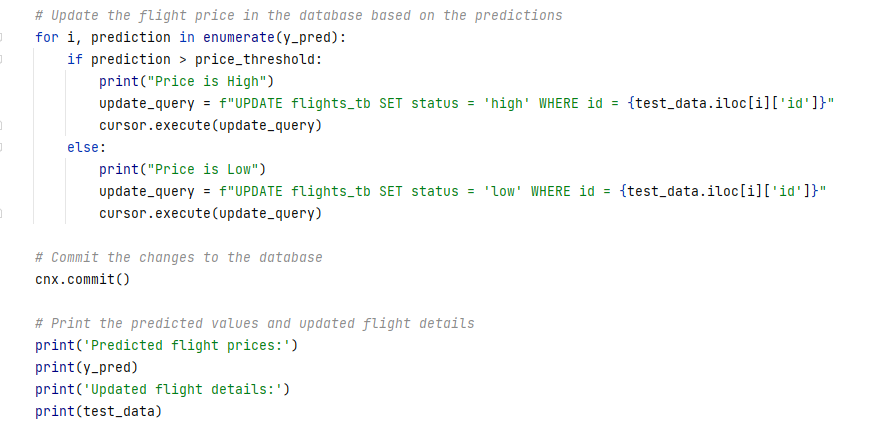 # Update the flight price in the database based on the predictions
for i, prediction in enumerate(y_pred):
    if prediction > price_threshold:
        print("Price is High")
        update_query = f"UPDATE flights_tb SET status = 'high' WHERE id = {test_data.iloc[i]['id']}"
        cursor.execute(update_query)
    else:
        print("Price is Low")
        update_query = f"UPDATE flights_tb SET status = 'low' WHERE id = {test_data.iloc[i]['id']}"
        cursor.execute(update_query)

# Commit the changes to the database
cnx.commit()

# Print the predicted values and updated flight details
print('Predicted flight prices:')
print(y_pred)
print('Updated flight details:')
print(test_data)